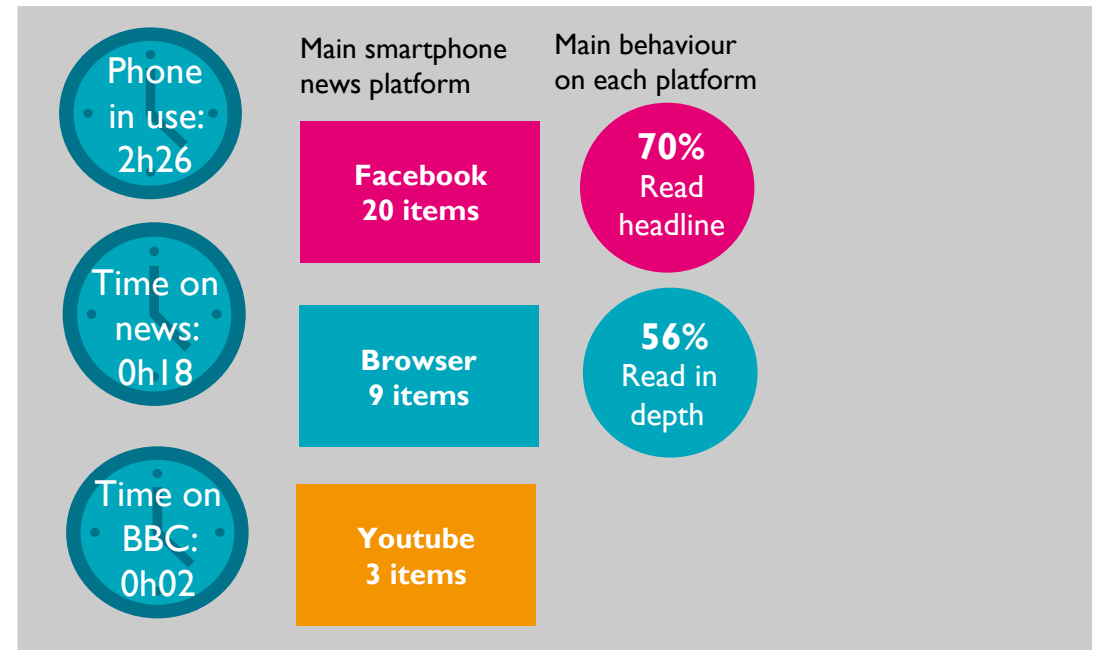 Phone
in use:
2h26
Time on
news:
0h18
Time on
BBC:
0h02
Main smartphone
news platform
Facebook
20 items
Browser
9 items
Youtube
3 items
Main behaviour
on each platform
70%
Read
headline
56%
Read in
depth